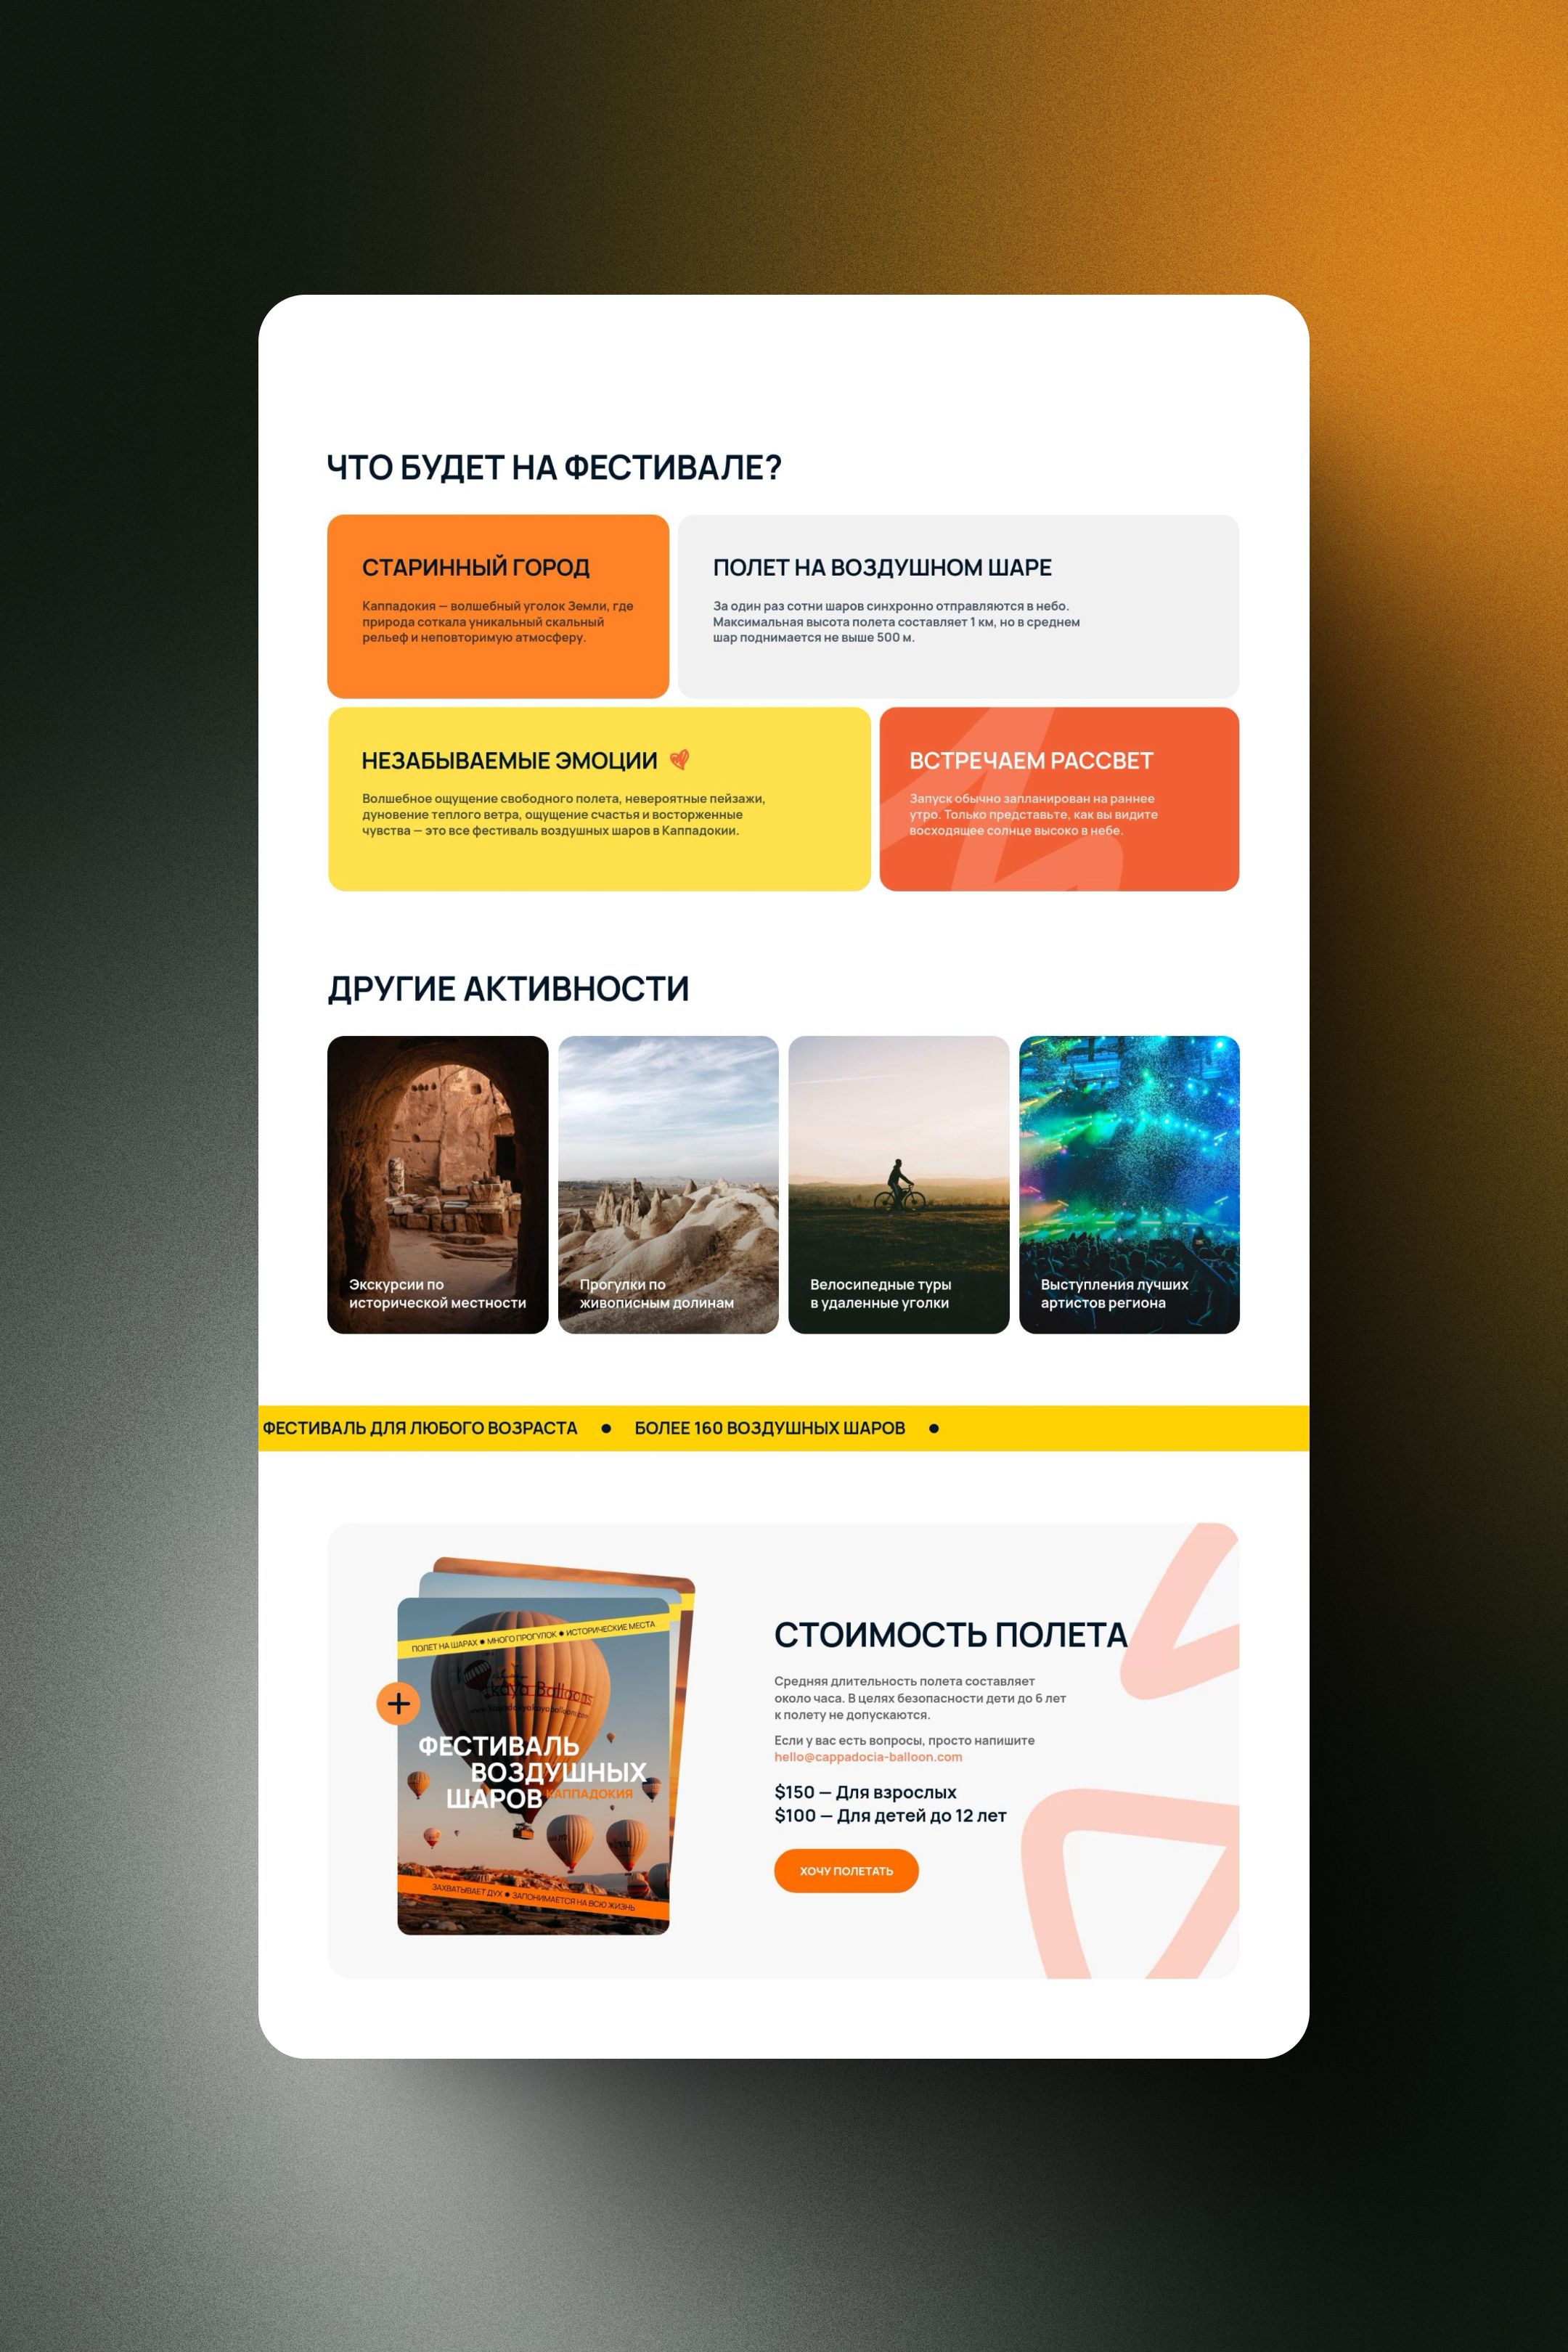 ЧТО БУДЕТ НА ФЕСТИВАЛЕ?
СТАРИННЫЙ ГОРОД
Каппадокия — волшебный уголок Земли, где
природа соткала уникальный скальный
рельеф и неповторимую атмосферу.
ПОЛЕТ НА ВОЗДУШНОМ ШАРЕ
За один раз сотни шаров синхронно отправляются в небо.
Максимальная высота полета составляет 1 км, но в среднем
шар поднимается не выше 500 м.
НЕЗАБЫВАЕМЫЕ ЭМОЦИИ
Волшебное ощущение свободного полета, невероятные пейзажи,
дуновение теплого ветра, ощущение счастья и восторженные
чувства — это все фестиваль воздушных шаров в Каппадокии.
ВСТРЕЧАЕМ РАССВЕТ
Запуск обычно запланирован на раннее
утро. Только представьте, как вы видите
восходящее солнце высоко в небе.
ДРУГИЕ АКТИВНОСТИ
Экскурсии по
исторической местности
Прогулки по
живописным долинам
Велосипедные туры
в удаленные уголки
Выступления лучших
артистов региона
ФЕСТИВАЛЬ ДЛЯ ЛЮБОГО ВОЗРАСТА ● БОЛЕЕ 160 ВОЗДУШНЫХ ШАРОВ ●
ПОЛЕТ НА ШАРАХ ● МНОГО ПРОГУЛОК ● ИСТОРИЧЕСКИЕ МЕСТА
Balloons
ФЕСТИВАЛЬ
ВОЗДУШНЫХ
ШАРОВ КАППАДОКИЯ
ЗАХВАТЫВАЕТ ДУХ ● ЗАПОНИМАЕТСЯ НА ВСЮ ЖИЗНЬ
СТОИМОСТЬ ПОЛЕТА
Средняя длительность полета составляет
около часа. В целях безопасности дети до 6 лет
к полету не допускаются.
Если у вас есть вопросы, просто напишите
hello@cappadocia-balloon.com
$150 — Для взрослых
$100 — Для детей до 12 лет
ХОЧУ ПОЛЕТАТЬ